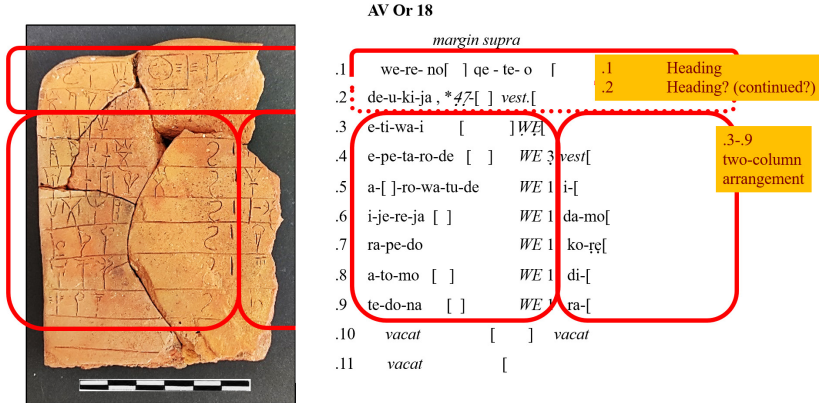 AV Or 18
margin supra
.1 we-re- no[ ] qe - te- o [
.2 de-u-ki-ja , *47-[ ] vest.[
.3 e-ti-wa-i [ ]WẸ[
.4 e-pe-ta-ro-de [ ] WE 3̣ vest[
.5 a-[ ]-ro-wa-tu-de WE 1 i-[
.6 i-je-re-ja [ ] WE 1 da-mo[
.7 ra-pe-do WE 1 ko-rẹ[
.8 a-to-mo [ ] WE 1 di-[
.9 te-do-na [ ] WE 1 ra-[
.10 vacat [ ] vacat
.11 vacat [
.1 Heading
.2 Heading? (continued?)
.3-.9
two-column
arrangement